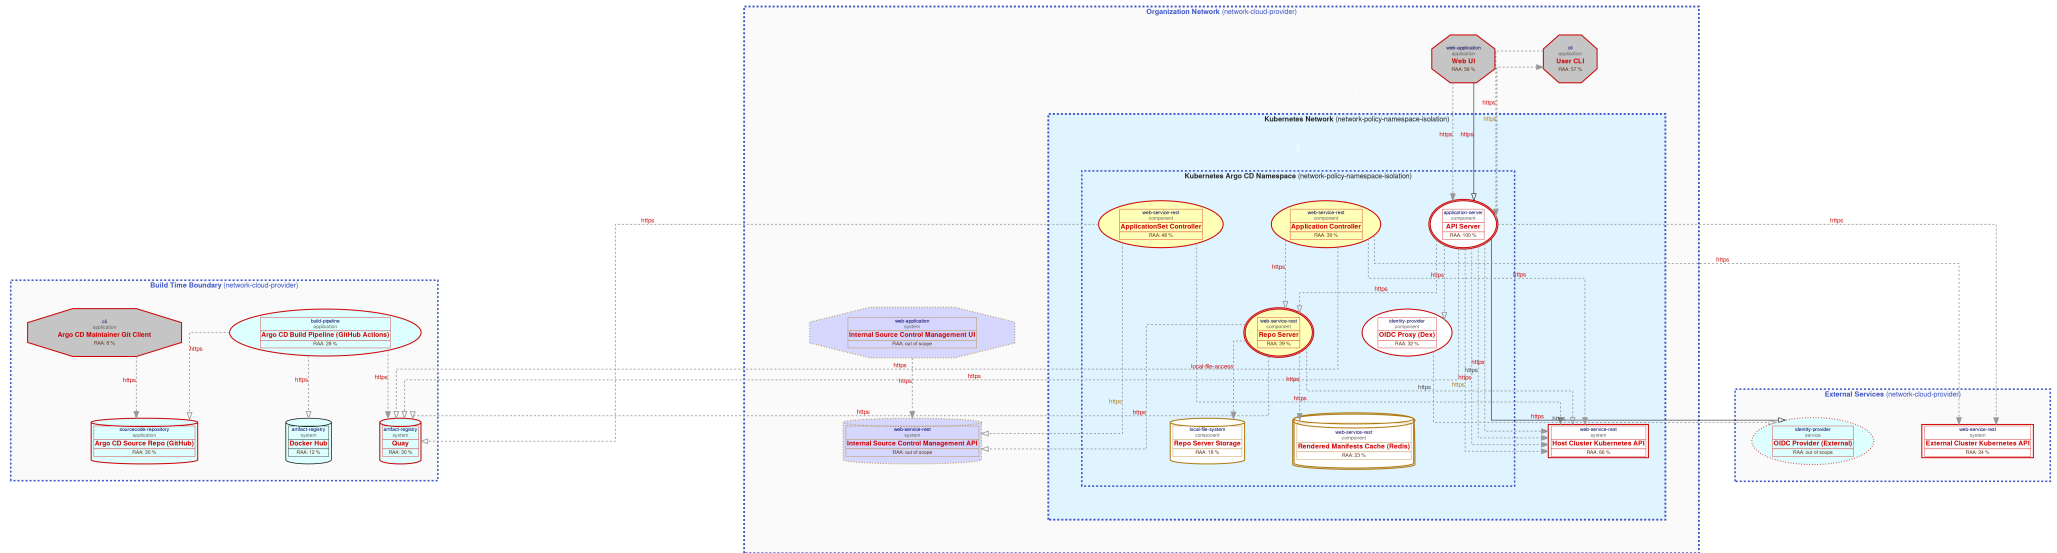 Organization Network (network-cloud-provider)
web-application
application
Web UI
RAA: 58 %
cli
application
User CLI
RAA: 57 %
https
https
https
https
Kubernetes Network (network-policy-namespace-isolation)
Kubernetes Argo CD Namespace (network-policy-namespace-isolation)
web-service-rest
component
ApplicationSet Controller
RAA: 48 %
web-service-rest
component
Application Controller
RAA: 39 %
application-server
component
API Server
RAA: 100 %
https
https
https
https
https
https
https
Build Time Boundary (network-cloud-provider)
cli
application
Argo CD Maintainer Git Client
RAA: 8 %
build-pipeline
application
Argo CD Build Pipeline (GitHub Actions)
RAA: 28 %
web-application
system
Internal Source Control Management UI
RAA: out of scope
web-service-rest
component
Repo Server
RAA: 39 %
identity-provider
component
OIDC Proxy (Dex)
RAA: 32 %
https
https
https
https
https
https
https
local-file-access
https
https
https
https
https
https
https
https
https
https
https
https
https
sourcecode-repository
application
Argo CD Source Repo (GitHub)
RAA: 30 %
artifact-registry
system
Docker Hub
RAA: 12 %
artifact-registry
system
Quay
RAA: 30 %
web-service-rest
system
Internal Source Control Management API
RAA: out of scope
local-file-system
component
Repo Server Storage
RAA: 18 %
web-service-rest
component
Rendered Manifests Cache (Redis)
RAA: 23 %
web-service-rest
system
Host Cluster Kubernetes API
RAA: 66 %
External Services (network-cloud-provider)
identity-provider
service
OIDC Provider (External)
RAA: out of scope
web-service-rest
system
External Cluster Kubernetes API
RAA: 24 %